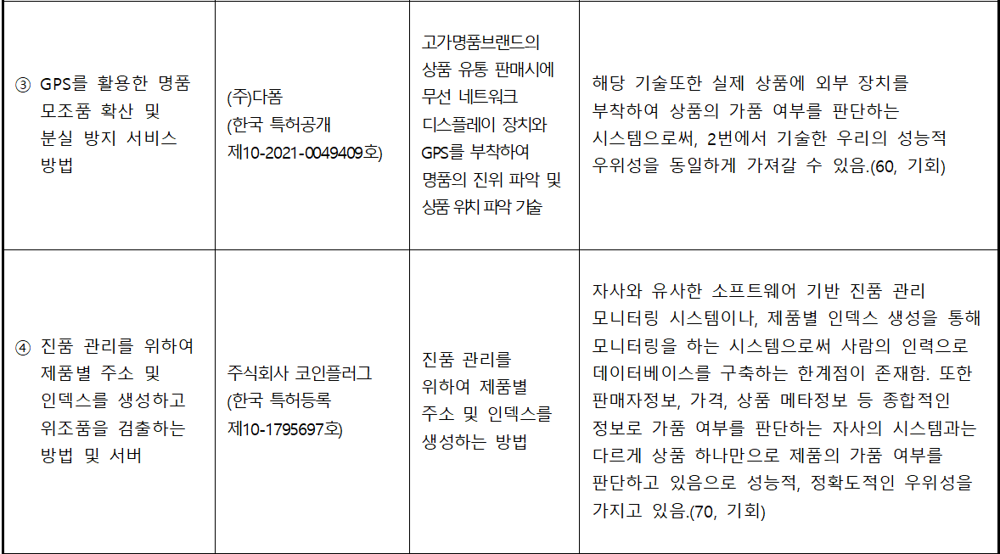 ③ GPS를 활용한 명품
모조품 확산 및
분실 방지 서비스
방법
(주)다폼
(한국 특허공개
제10-2021-0049409호)
고가명품브랜드의
상품 유통 판매시에
무선 네트워크
디스플레이 장치와
GPS를 부착하여
명품의 진위 파악 및
상품 위치 파악 기술
해당 기술또한 실제 상품에 외부 장치를
부착하여 상품의 가품 여부를 판단하는
시스템으로써, 2번에서 기술한 우리의 성능적
우위성을 동일하게 가져갈 수 있음.(60, 기회)
④ 진품 관리를 위하여
제품별 주소 및
인덱스를 생성하고
위조품을 검출하는
방법 및 서버
주식회사 코인플러그
(한국 특허등록
제10-1795697호)
진품 관리를
위하여 제품별
주소 및 인덱스를
생성하는 방법
자사와 유사한 소프트웨어 기반 진품 관리
모니터링 시스템이나, 제품별 인덱스 생성을 통해
모니터링을 하는 시스템으로써 사람의 인력으로
데이터베이스를 구축하는 한계점이 존재함. 또한
판매자정보, 가격, 상품 메타정보 등 종합적인
정보로 가품 여부를 판단하는 자사의 시스템과는
다르게 상품 하나만으로 제품의 가품 여부를
판단하고 있음으로 성능적, 정확도적인 우위성을
가지고 있음.(70, 기회)